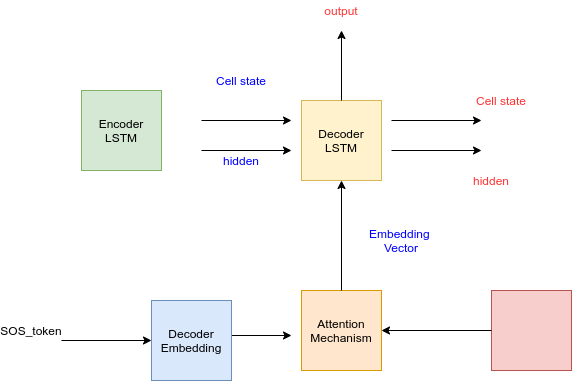 output
Cell state
Cell state
Encoder
LSTM
Decoder
LSTM
hidden
hidden
Embedding
Vector
SOS_token
Decoder
Embedding
Attention
Mechanism